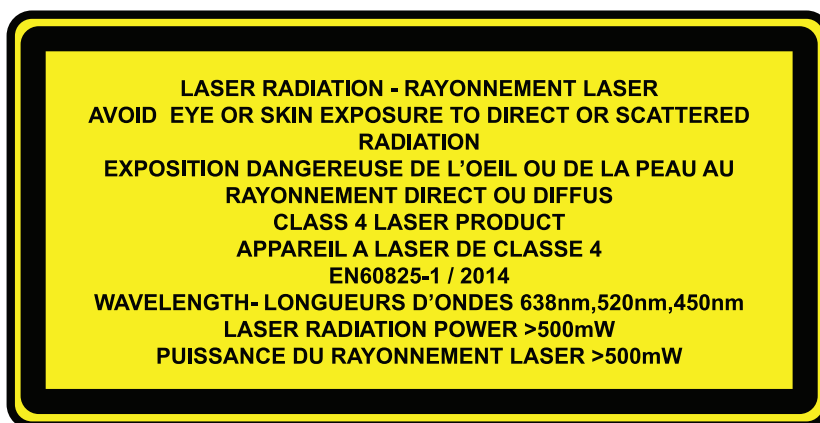 LASER RADIATION - RAYONNEMENT LASER
AVOID  EYE OR SKIN EXPOSURE TO DIRECT OR SCATTERED
RADIATION
EXPOSITION DANGEREUSE DE L'OEIL OU DE LA PEAU AU
RAYONNEMENT DIRECT OU DIFFUS
CLASS 4 LASER PRODUCT
APPAREIL A LASER DE CLASSE 4
EN60825-1 / 2014
WAVELENGTH- LONGUEURS D'ONDES 638nm,520nm,450nm
LASER RADIATION POWER >500mW
PUISSANCE DU RAYONNEMENT LASER >500mW